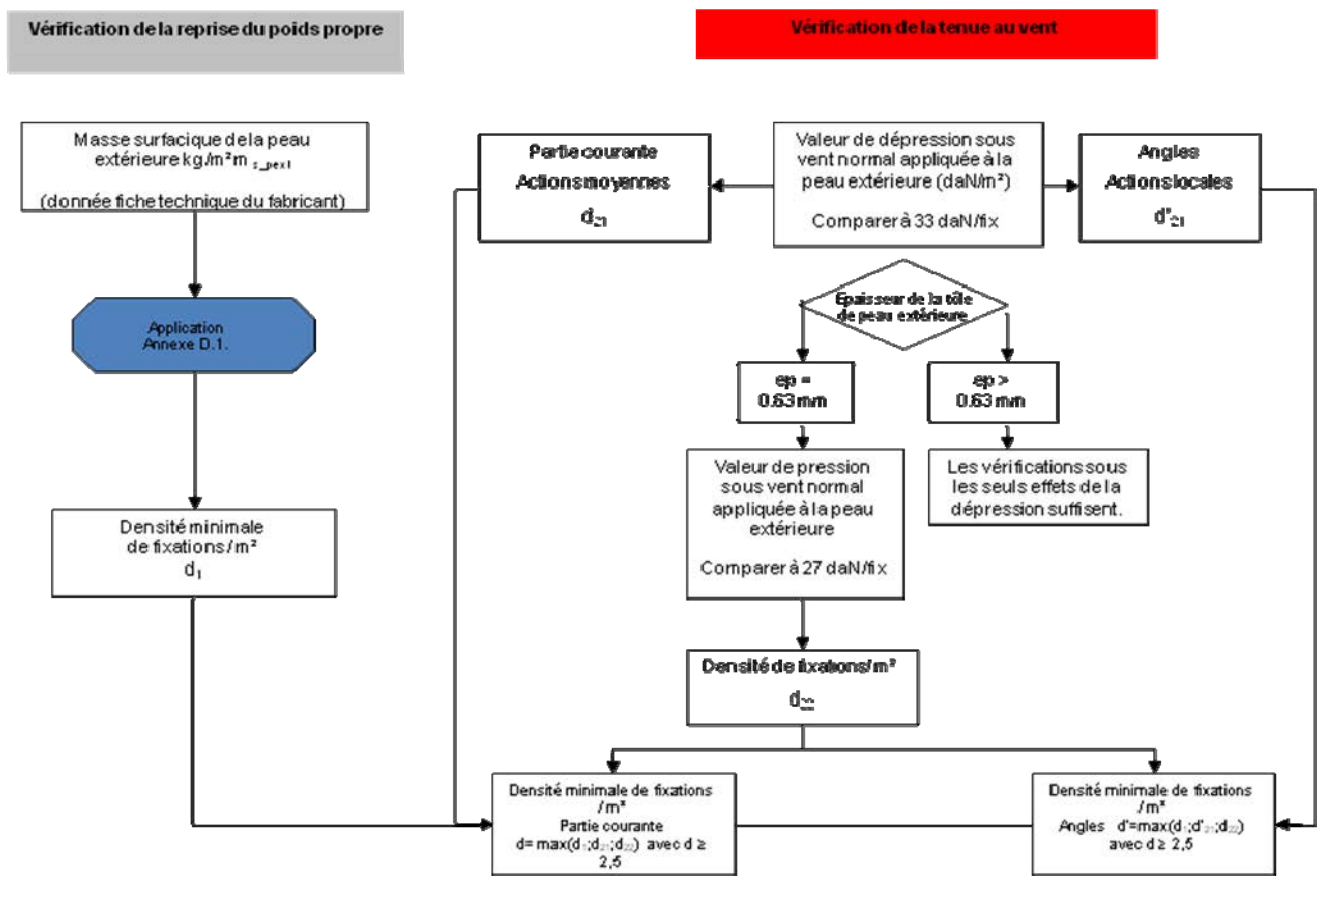 Vérification de la reprise du poids propre
Vérification de la tenue au vent
Masse surfacique dela peau
extérieure kg/m²m s_pext
(donnée fiche technique du fabricant)
Application
Annexe D.1.
Densité minimale
de fixations/m²
d1
Partie courante
Actions moyennes
d21
Valeur de dépression sous
vent normal appliquée à la
peau extérieure (daN/m²)
Comparer à 33 daN/fix
Angles
Actions locales
d'21
Epaisseur de la tôle
de peau extérieure
ep =
0.63 mm
ep >
0.63 mm
Valeur de pression
sous vent normal
appliquée à la peau
extérieure
Comparer à 27 daN/fix
Les vérifications sous
les seuls effets de la
dépression suffisent.
Densité de fixations/m²
d22
Densité minimale de fixations
/m²
Partie courante
d= max(d1;d21;d22) avec d ≥
2,5
Densité minimale de fixations
/m²
Angles d'=max(d1;d'21;d22)
avec d ≥ 2,5